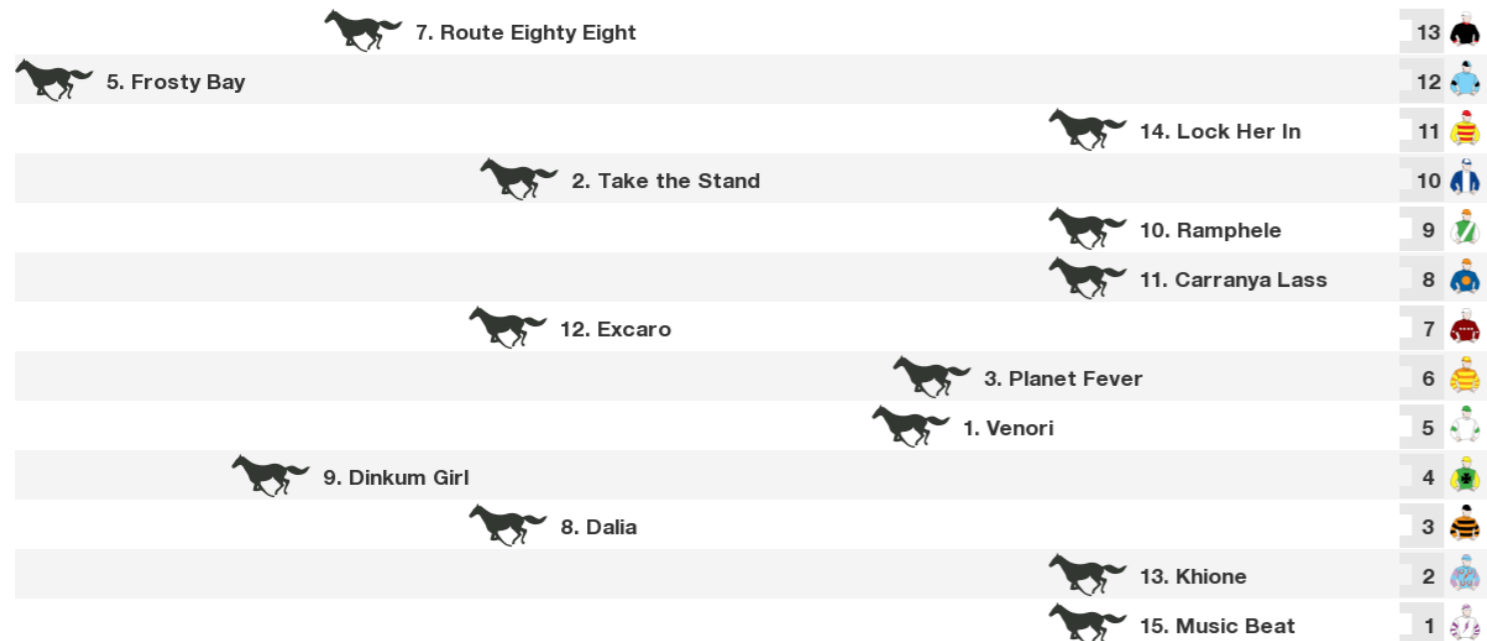 7. Route Eighty Eight 13
5. Frosty Bay 12
14. Lock Her In 11
2. Take the Stand 10
10. Ramphele 9
11. Carranya Lass 8
12. Excaro 7
3. Planet Fever 6
1. Venori 5
9. Dinkum Girl 4
8. Dalia 3
13. Khione 2
15. Music Beat 1